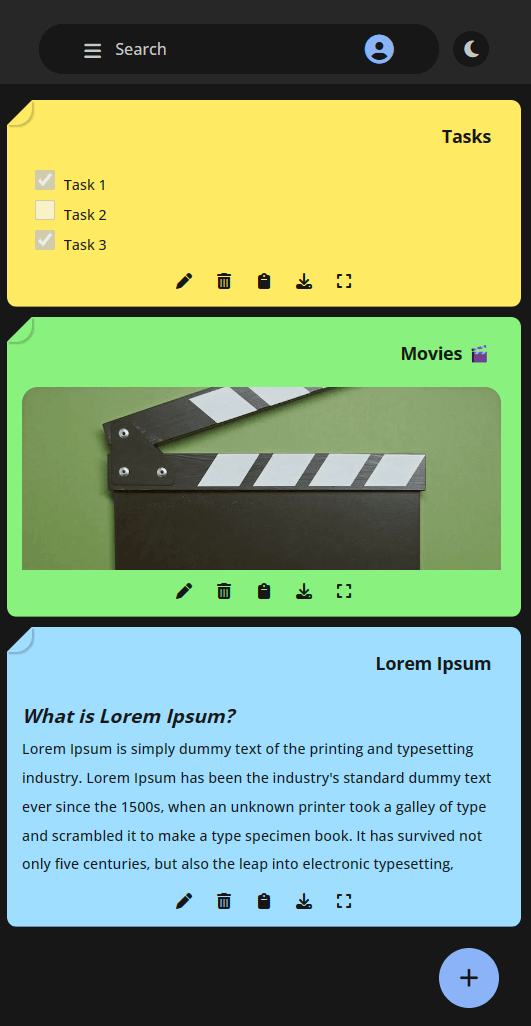 Search
Tasks
Task 1
Task 2
Task 3
Movies 🎬
Lorem Ipsum
What is Lorem Ipsum?
Lorem Ipsum is simply dummy text of the printing and typesetting
industry. Lorem Ipsum has been the industry's standard dummy text
ever since the 1500s, when an unknown printer took a galley of type
and scrambled it to make a type specimen book. It has survived not
only five centuries, but also the leap into electronic typesetting,